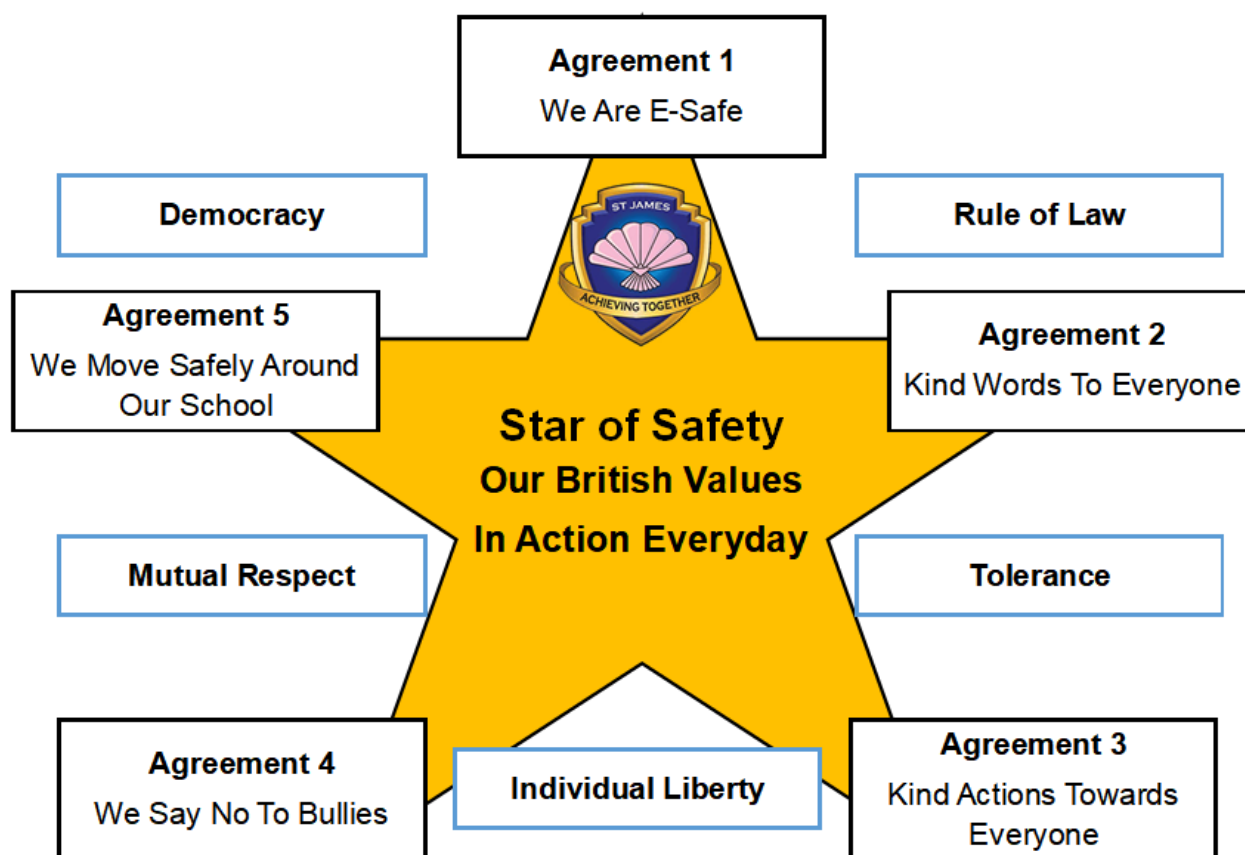 Agreement 1
We Are E-Safe
Democracy
Rule of Law
ST JAMES
ACHIEVING TOGETHER
Agreement 5
We Move Safely Around
Our School
Agreement 2
Kind Words To Everyone
Star of Safety
Our British Values
In Action Everyday
Mutual Respect
Tolerance
Agreement 4
We Say No To Bullies
Individual Liberty
Agreement 3
Kind Actions Towards
Everyone